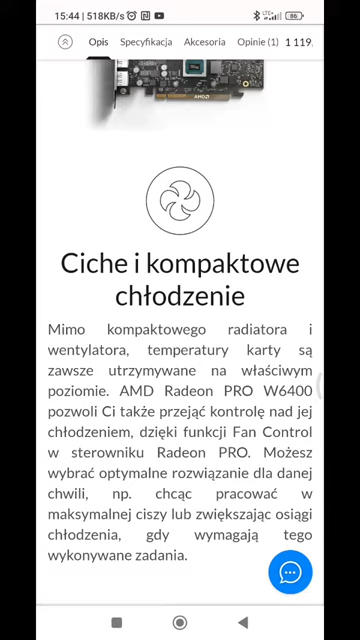 15:44 | 518KB/s
LTE
86
Opis Specyfikacja Akcesoria Opinie (1) 1 119,
AMD
Ciche i kompaktowe
chłodzenie
Mimo kompaktowego radiatora i
wentylatora, temperatury karty są
zawsze utrzymywane na właściwym
poziomie. AMD Radeon PRO W6400
pozwoli Ci także przejąć kontrolę nad jej
chłodzeniem, dzięki funkcji Fan Control
w sterowniku Radeon PRO. Możesz
wybrać optymalne rozwiązanie dla danej
chwili, np. chcąc pracować w
maksymalnej ciszy lub zwiększając osiągi
chłodzenia, gdy wymagają tego
wykonywane zadania.